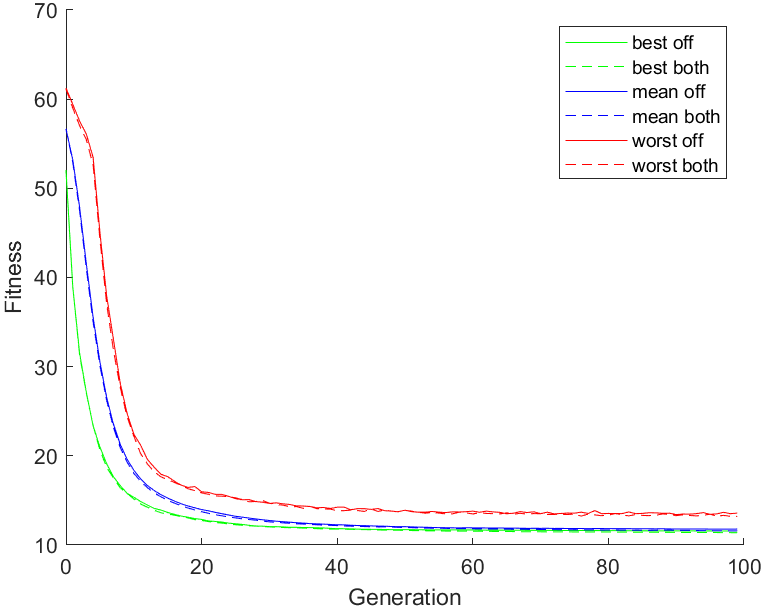 70
60
50
40
30
20
10
0
20
40
60
80
100
Fitness
Generation
best off
best both
mean off
mean both
worst off
worst both